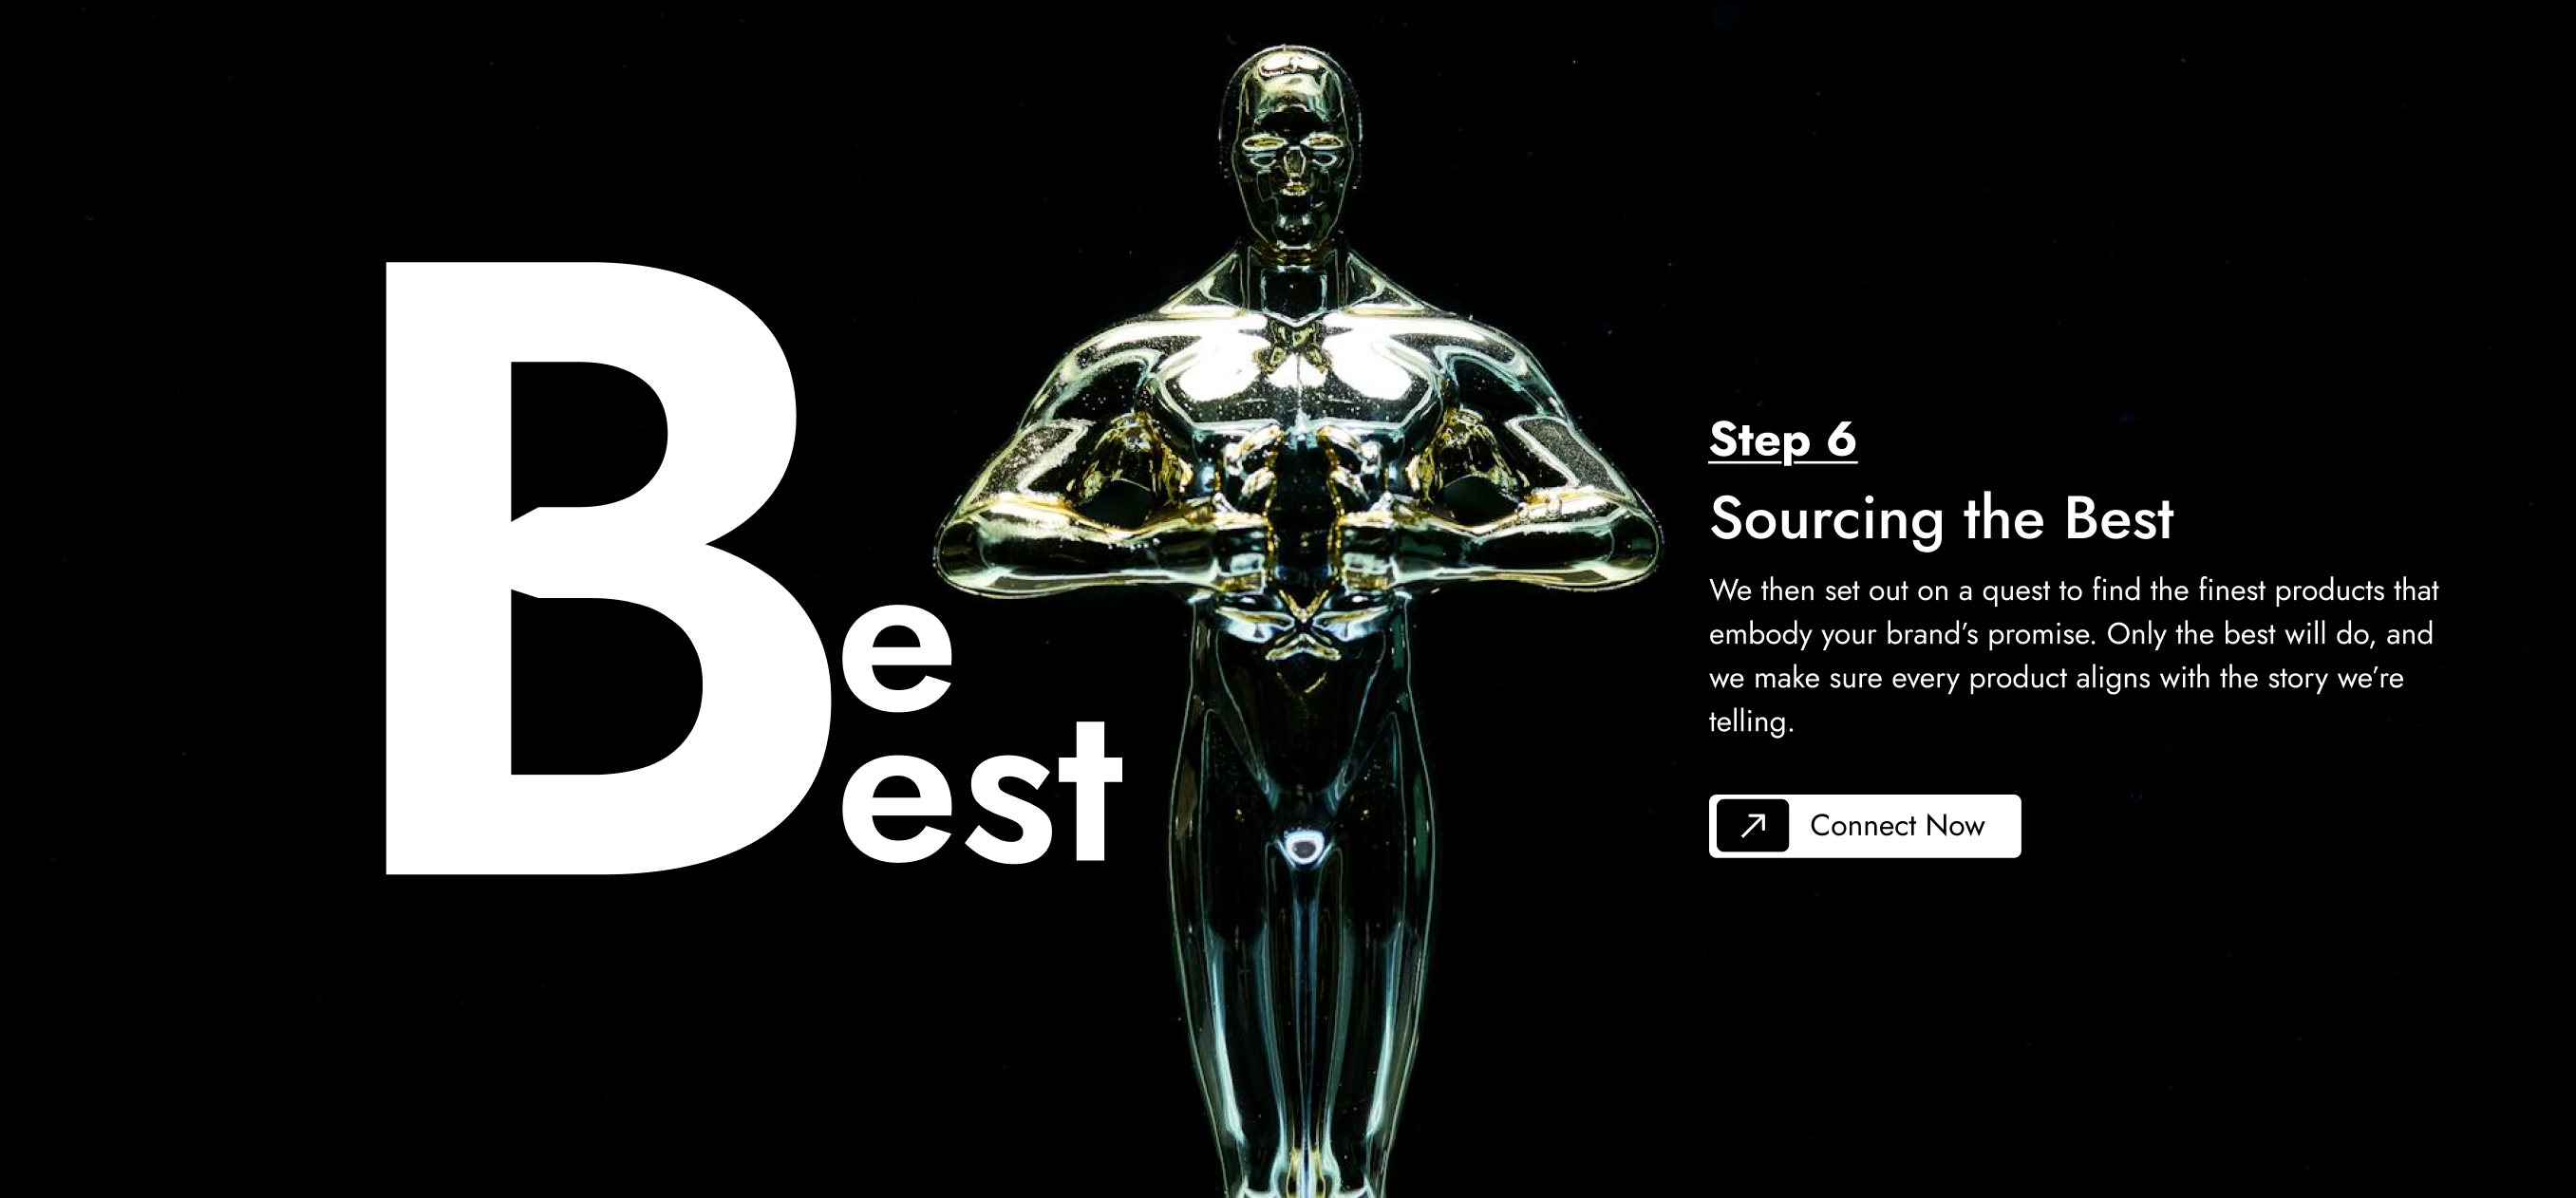 Be
Best
Step 6
Sourcing the Best
We then set out on a quest to find the finest products that
embody your brand’s promise. Only the best will do, and
we make sure every product aligns with the story we’re
telling.
Connect Now